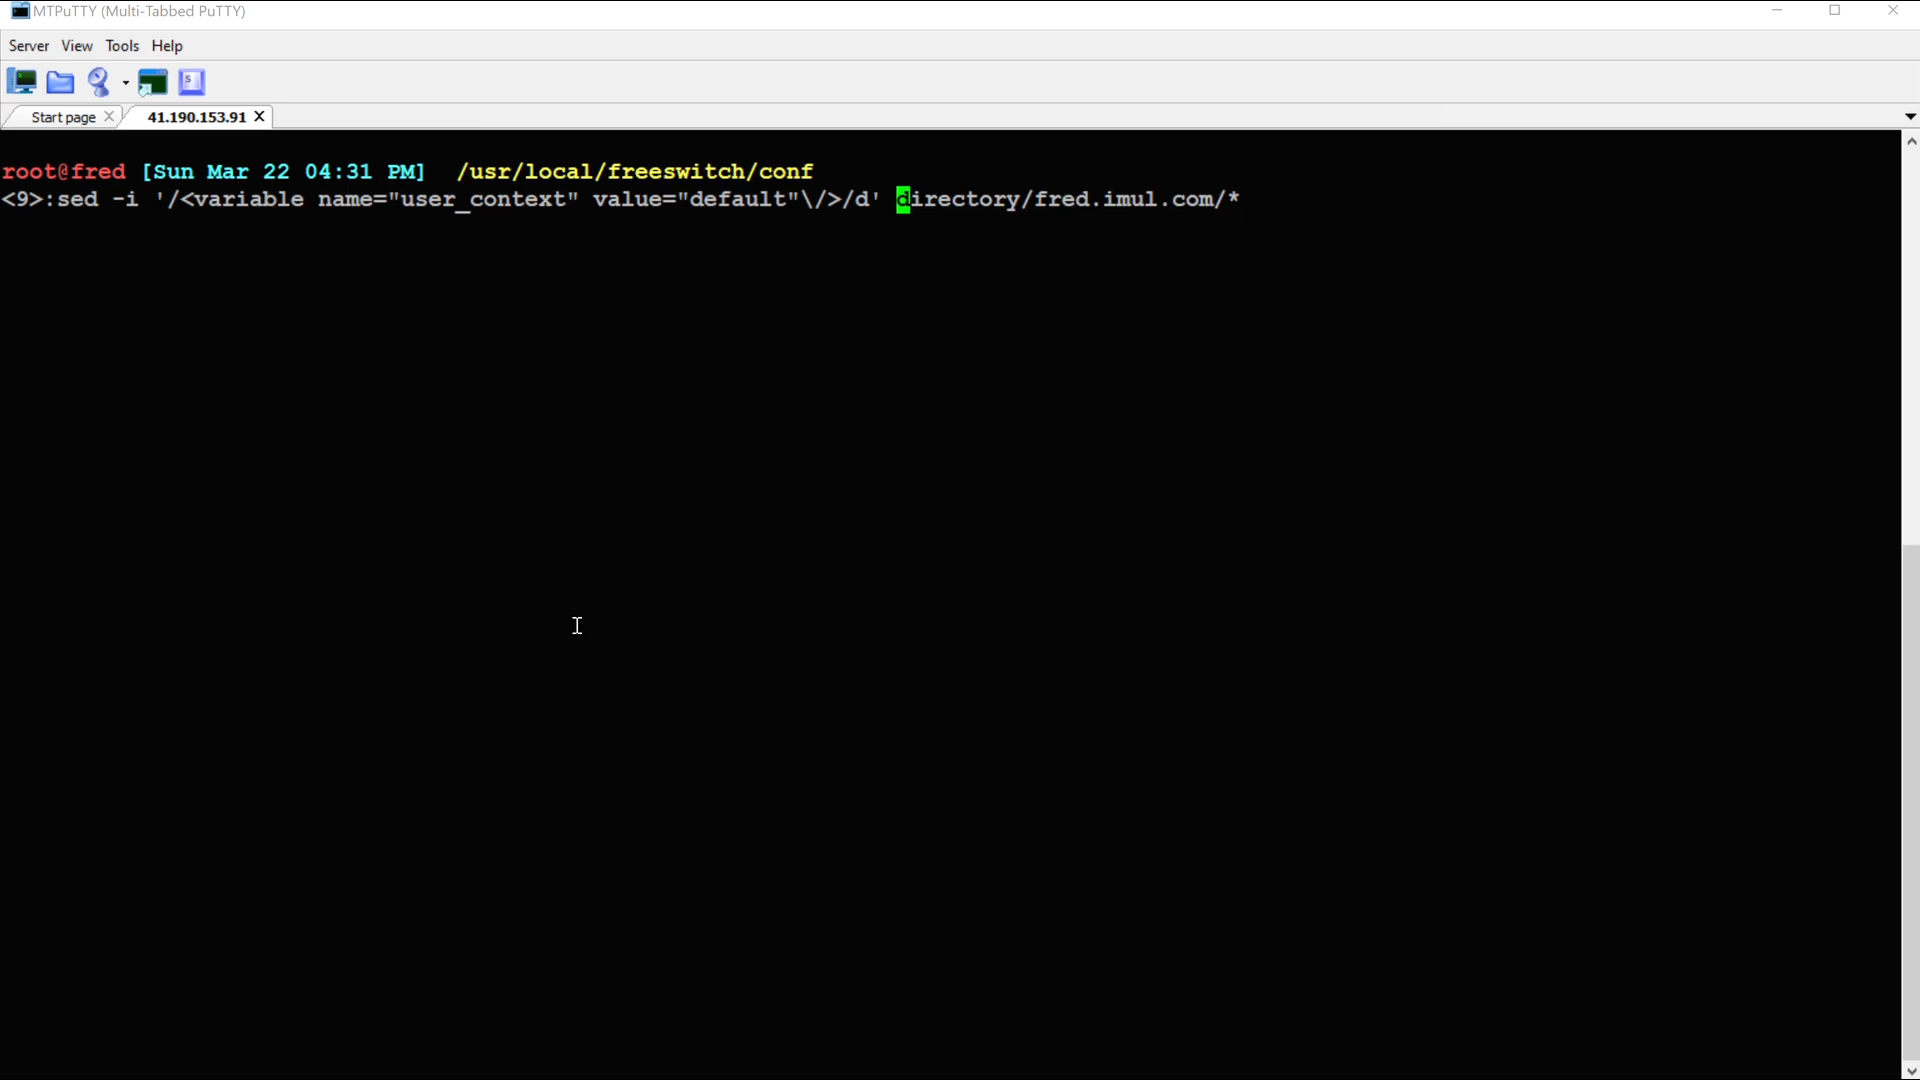 MTPuTTY (Multi-Tabbed PuTTY)
Server View Tools Help
Start page 41.190.153.91
root@fred [Sun Mar 22 04:31 PM] /usr/local/freeswitch/conf
<9>:sed -i '/<variable name="user_context" value="default"\/>/d' directory/fred.imul.com/*